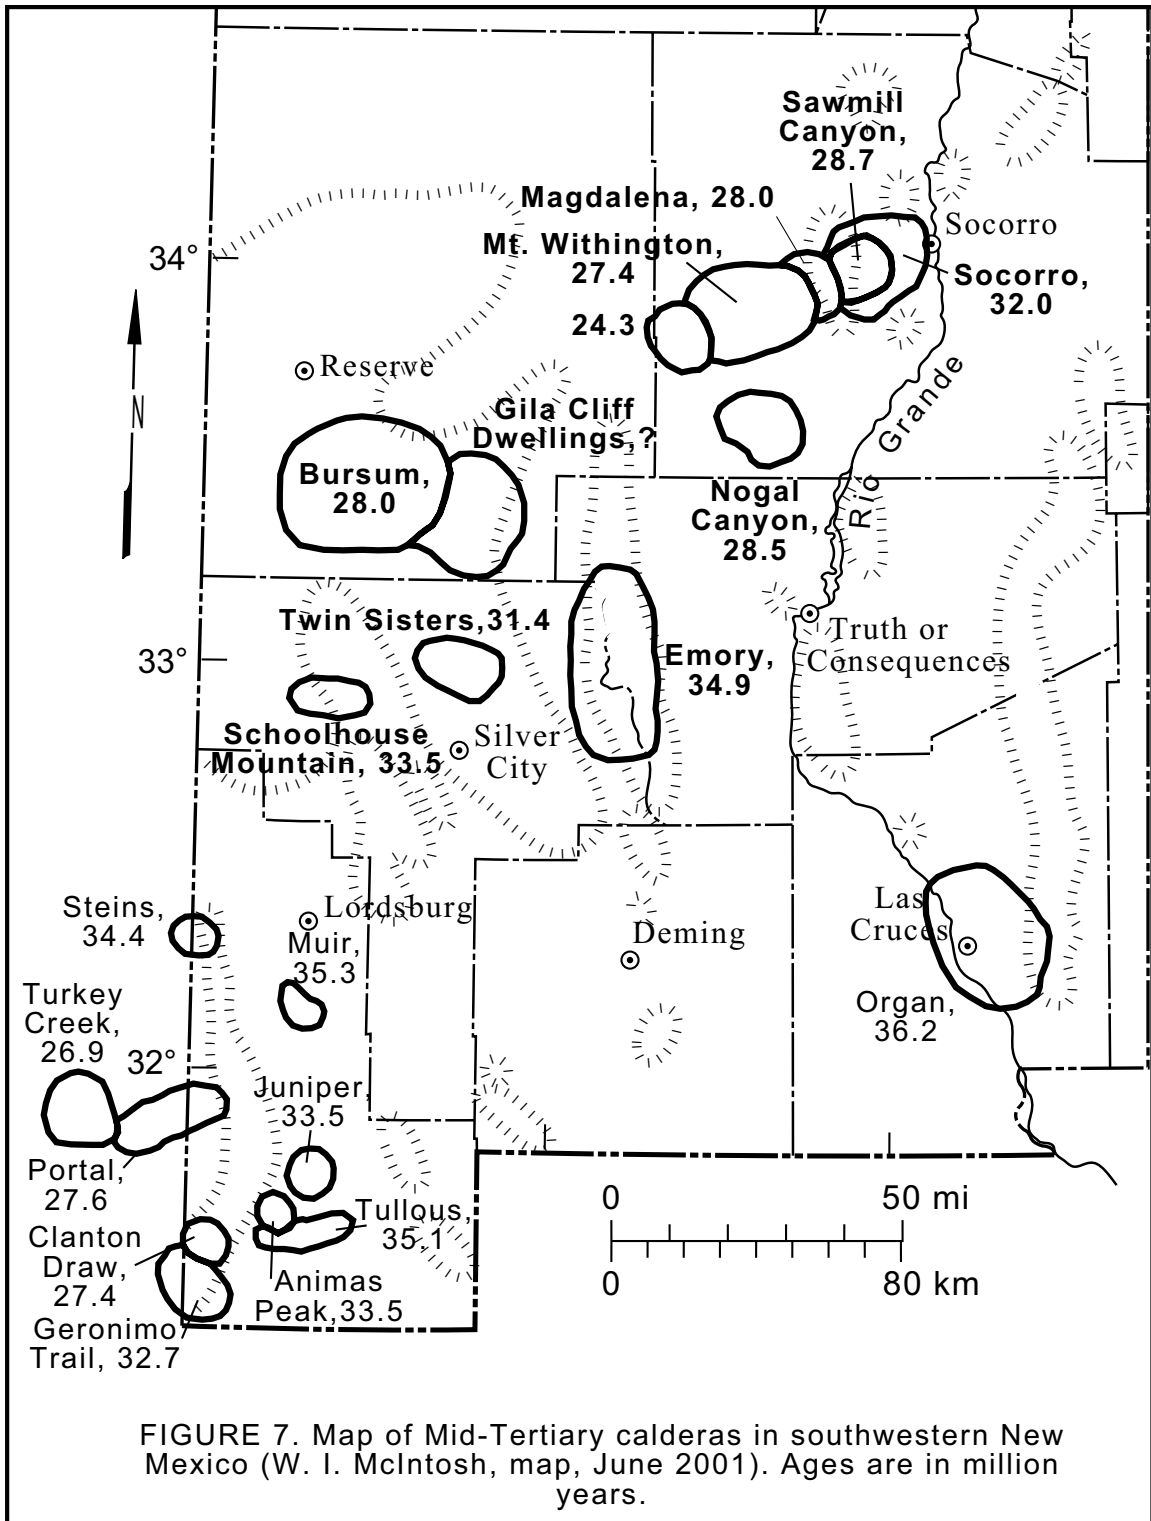 Sawmill
Canyon,
28.7
Magdalena, 28.0
Mt. Withington,
27.4
24.3
Socorro
Socorro,
32.0
34°
N
Reserve
Rio Grande
Gila Cliff
Dwellings,?
Bursum,
28.0
Nogal
Canyon,
28.5
Twin Sisters,31.4
33°
Emory,
34.9
Truth or
Consequences
Schoolhouse
Mountain, 33.5
Silver
City
Steins,
34.4
Lordsburg
Muir,
35.3
Deming
Las
Cruces
Organ,
36.2
Turkey
Creek,
26.9
32°
Juniper,
33.5
Portal,
27.6
Tullous,
35.1
Clanton
Draw,
27.4
Animas
Peak,33.5
Geronimo
Trail, 32.7
0 50 mi
0 80 km
FIGURE 7. Map of Mid-Tertiary calderas in southwestern New
Mexico (W. I. McIntosh, map, June 2001). Ages are in million
years.